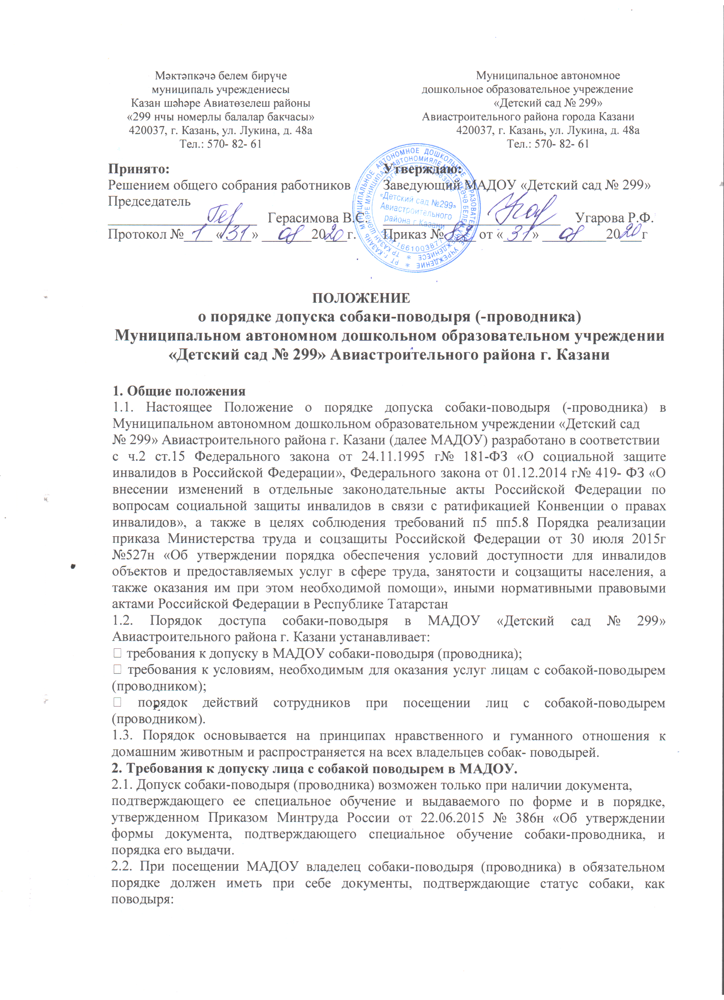 Мәктәпкәчә белем бирүче
муниципаль учреждениесы
Казан шәһәре Авиатөзелеш районы
«299 нчы номерлы балалар бакчасы»
420037, г. Казань, ул. Лукина, д. 48а
Тел.: 570- 82- 61
Муниципальное автономное
дошкольное образовательное учреждение
«Детский сад № 299»
Авиастроительного района города Казани
420037, г. Казань, ул. Лукина, д. 48а
Тел.: 570- 82- 61
Принято:
Решением общего собрания работников
Председатель
Герасимова В.С.
Протокол № 1 «31» 08 2020 г.
Утверждаю:
Заведующий МАДОУ «Детский сад № 299»
Угарова Р.Ф.
Приказ № от «31» 08 2020 г
МУНИЦИПАЛЬНОЕ АВТОНОМНОЕ ДОШКОЛЬНОЕ ОБРАЗОВАТЕЛЬНОЕ УЧРЕЖДЕНИЕ * РТ Г.КАЗАНЬ
«Детский сад №299»
Авиастроительного
района г Казани
ИНН 1661003877
ПОЛОЖЕНИЕ
о порядке допуска собаки-поводыря (-проводника)
Муниципальном автономном дошкольном образовательном учреждении
«Детский сад № 299» Авиастроительного района г. Казани
1. Общие положения
1.1. Настоящее Положение о порядке допуска собаки-поводыря (-проводника) в
Муниципальном автономном дошкольном образовательном учреждении «Детский сад
№ 299» Авиастроительного района г. Казани (далее МАДОУ) разработано в соответствии
с ч.2 ст.15 Федерального закона от 24.11.1995 г№ 181-ФЗ «О социальной защите
инвалидов в Российской Федерации», Федерального закона от 01.12.2014 г№ 419- ФЗ «О
внесении изменений в отдельные законодательные акты Российской Федерации по
вопросам социальной защиты инвалидов в связи с ратификацией Конвенции о правах
инвалидов», а также в целях соблюдения требований п5 пп5.8 Порядка реализации
приказа Министерства труда и соцзащиты Российской Федерации от 30 июля 2015г
№527н «Об утверждении порядка обеспечения условий доступности для инвалидов
объектов и предоставляемых услуг в сфере труда, занятости и соцзащиты населения, а
также оказания им при этом необходимой помощи», иными нормативными правовыми
актами Российской Федерации в Республике Татарстан
1.2. Порядок доступа собаки-поводыря в МАДОУ «Детский сад № 299»
Авиастроительного района г. Казани устанавливает:
требования к допуску в МАДОУ собаки-поводыря (проводника);
требования к условиям, необходимым для оказания услуг лицам с собакой-поводырем
(проводником);
порядок действий сотрудников при посещении лиц с собакой-поводырем
(проводником).
1.3. Порядок основывается на принципах нравственного и гуманного отношения к
домашним животным и распространяется на всех владельцев собак- поводырей.
2. Требования к допуску лица с собакой поводырем в МАДОУ.
2.1. Допуск собаки-поводыря (проводника) возможен только при наличии документа,
подтверждающего ее специальное обучение и выдаваемого по форме и в порядке,
утвержденном Приказом Минтруда России от 22.06.2015 № 386н «Об утверждении
формы документа, подтверждающего специальное обучение собаки-проводника, и
порядка его выдачи.
2.2. При посещении МАДОУ владелец собаки-поводыря (проводника) в обязательном
порядке должен иметь при себе документы, подтверждающие статус собаки, как
поводыря: